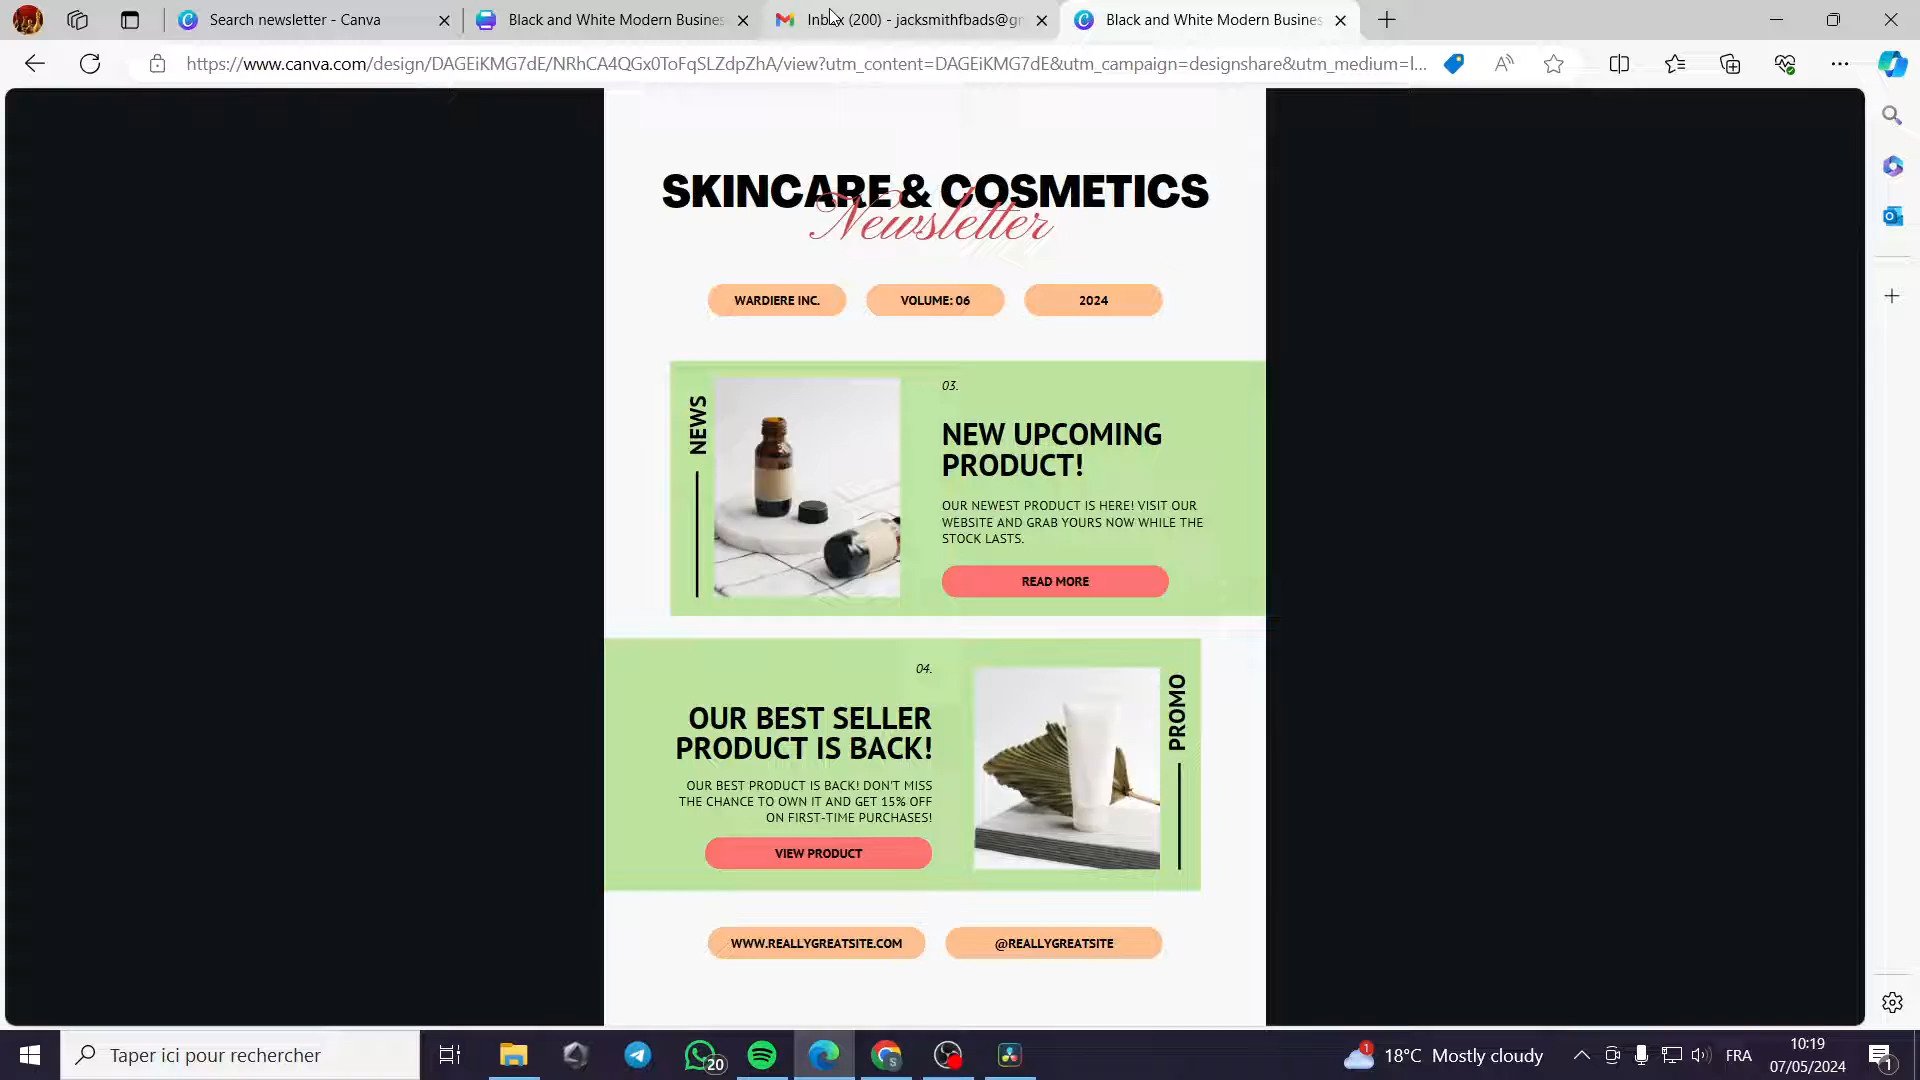 Search newsletter - Canva
Black and White Modern Busines
Inbox (200) - jacksmithfbads@gm
Black and White Modern Busines
https://www.canva.com/design/DAGEiKMG7dE/NRhCA4QGx0ToFqSLZdpZhA/view?utm_content=DAGEiKMG7dE&utm_campaign=designshare&utm_medium=l...
SKINCARE & COSMETICS
Newsletter
WARDIERE INC.
VOLUME: 06
2024
NEWS
03.
NEW UPCOMING
PRODUCT!
OUR NEWEST PRODUCT IS HERE! VISIT OUR
WEBSITE AND GRAB YOURS NOW WHILE THE
STOCK LASTS.
READ MORE
04.
OUR BEST SELLER
PRODUCT IS BACK!
OUR BEST PRODUCT IS BACK! DON'T MISS
THE CHANCE TO OWN IT AND GET 15% OFF
ON FIRST-TIME PURCHASES!
VIEW PRODUCT
PROMO
WWW.REALLYGREATSITE.COM
@REALLYGREATSITE
Taper ici pour rechercher
20
1
18°C Mostly cloudy
FRA
10:19
07/05/2024
1